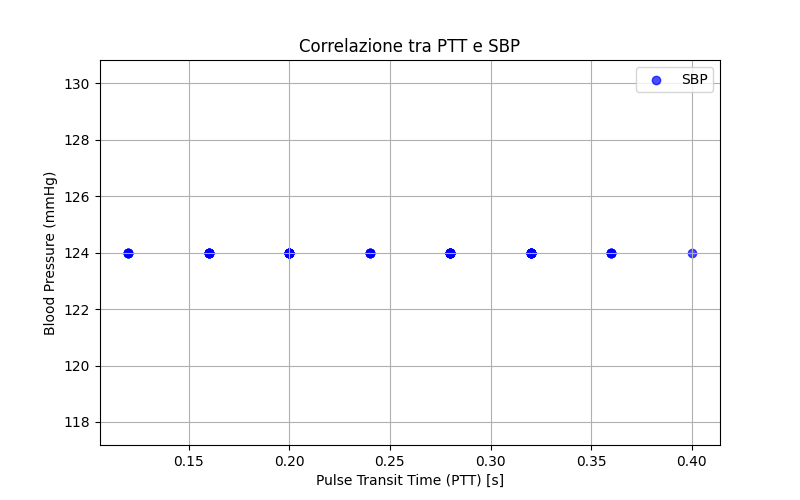 Correlazione tra PTT e SBP
SBP
130
128
126
124
122
120
118
Blood Pressure (mmHg)
0.15 0.20 0.25 0.30 0.35 0.40
Pulse Transit Time (PTT) [s]